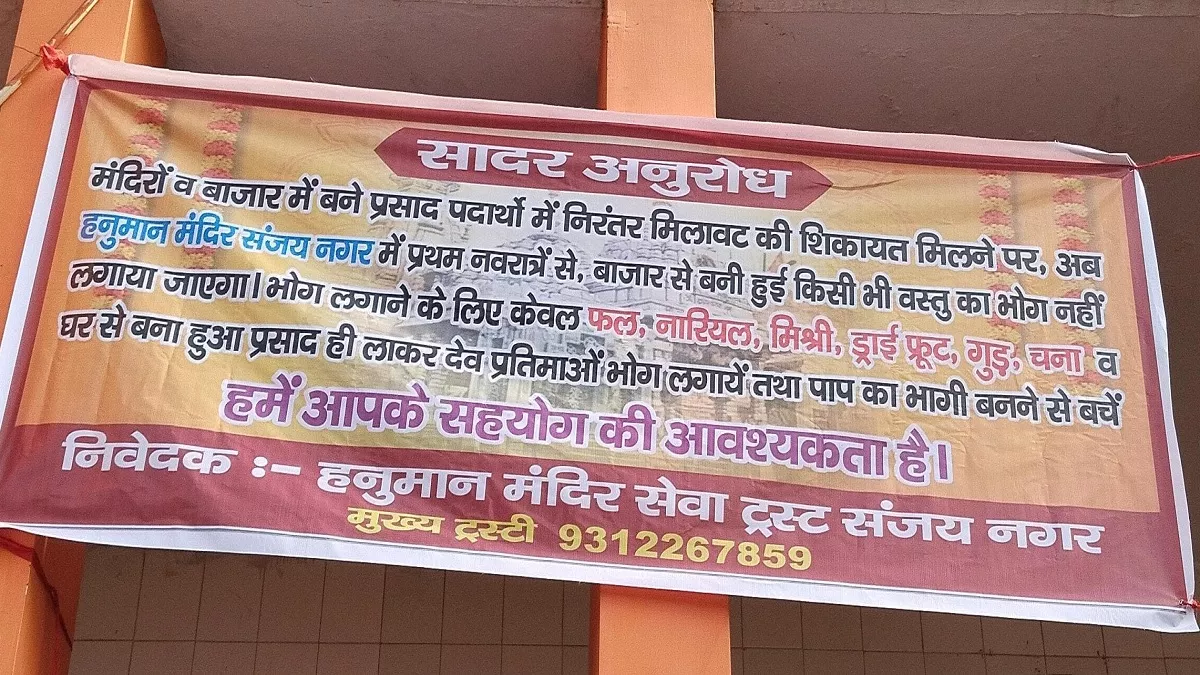 सादर अनुरोध
मंदिरों व बाजार में बने प्रसाद पदार्थो में निरंतर मिलावट की शिकायत मिलने पर, अब
हनुमान मंदिर संजय नगर में प्रथम नवरात्रें से, बाजार से बनी हुई किसी भी वस्तु का भोग नहीं
लगाया जाएगा। भोग लगाने के लिए केवल फल, नारियल, मिश्री, ड्राई फ्रूट, गुड़, चना व
घर से बना हुआ प्रसाद ही लाकर देव प्रतिमाओं भोग लगायें तथा पाप का भागी बनने से बचें
हमें आपके सहयोग की आवश्यकता है।
निवेदक :- हनुमान मंदिर सेवा ट्रस्ट संजय नगर
मुख्य ट्रस्टी 9312267859